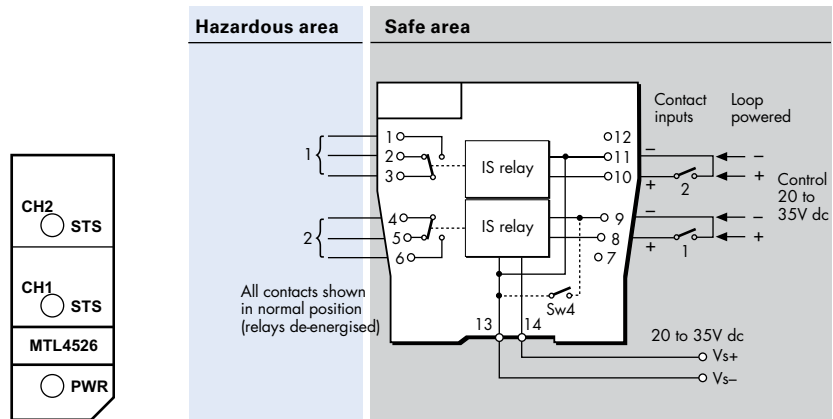 Hazardous area
Safe area
Contact inputs
Loop powered
1
1
2
3
IS relay
12
11
10
–
+
2
–
+
Control
20 to
35V dc
2
4
5
6
IS relay
9
8
7
–
+
1
–
+
All contacts shown
in normal position
(relays de-energised)
Sw4
13
14
20 to 35V dc
Vs+
Vs–
CH2
STS
CH1
STS
MTL4526
PWR